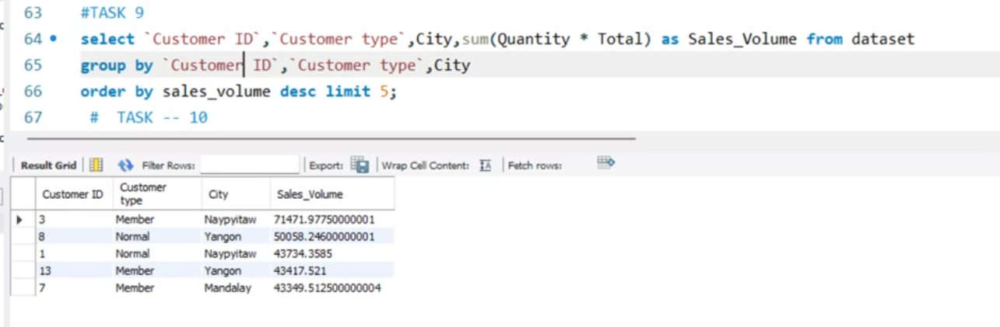 63 #TASK 9
64 select `Customer ID`,`Customer type`,City,sum(Quantity * Total) as Sales_Volume from dataset
65 group by `Customer ID`,`Customer type`,City
66 order by sales_volume desc limit 5;
67 # TASK -- 10
Result Grid Filter Rows: Export: Wrap Cell Content: Fetch rows:
Customer ID Customer type City Sales_Volume
3 Member Naypyitaw 71471.97750000001
8 Normal Yangon 50058.24600000001
1 Normal Naypyitaw 43734.3585
13 Member Yangon 43417.521
7 Member Mandalay 43349.512500000004